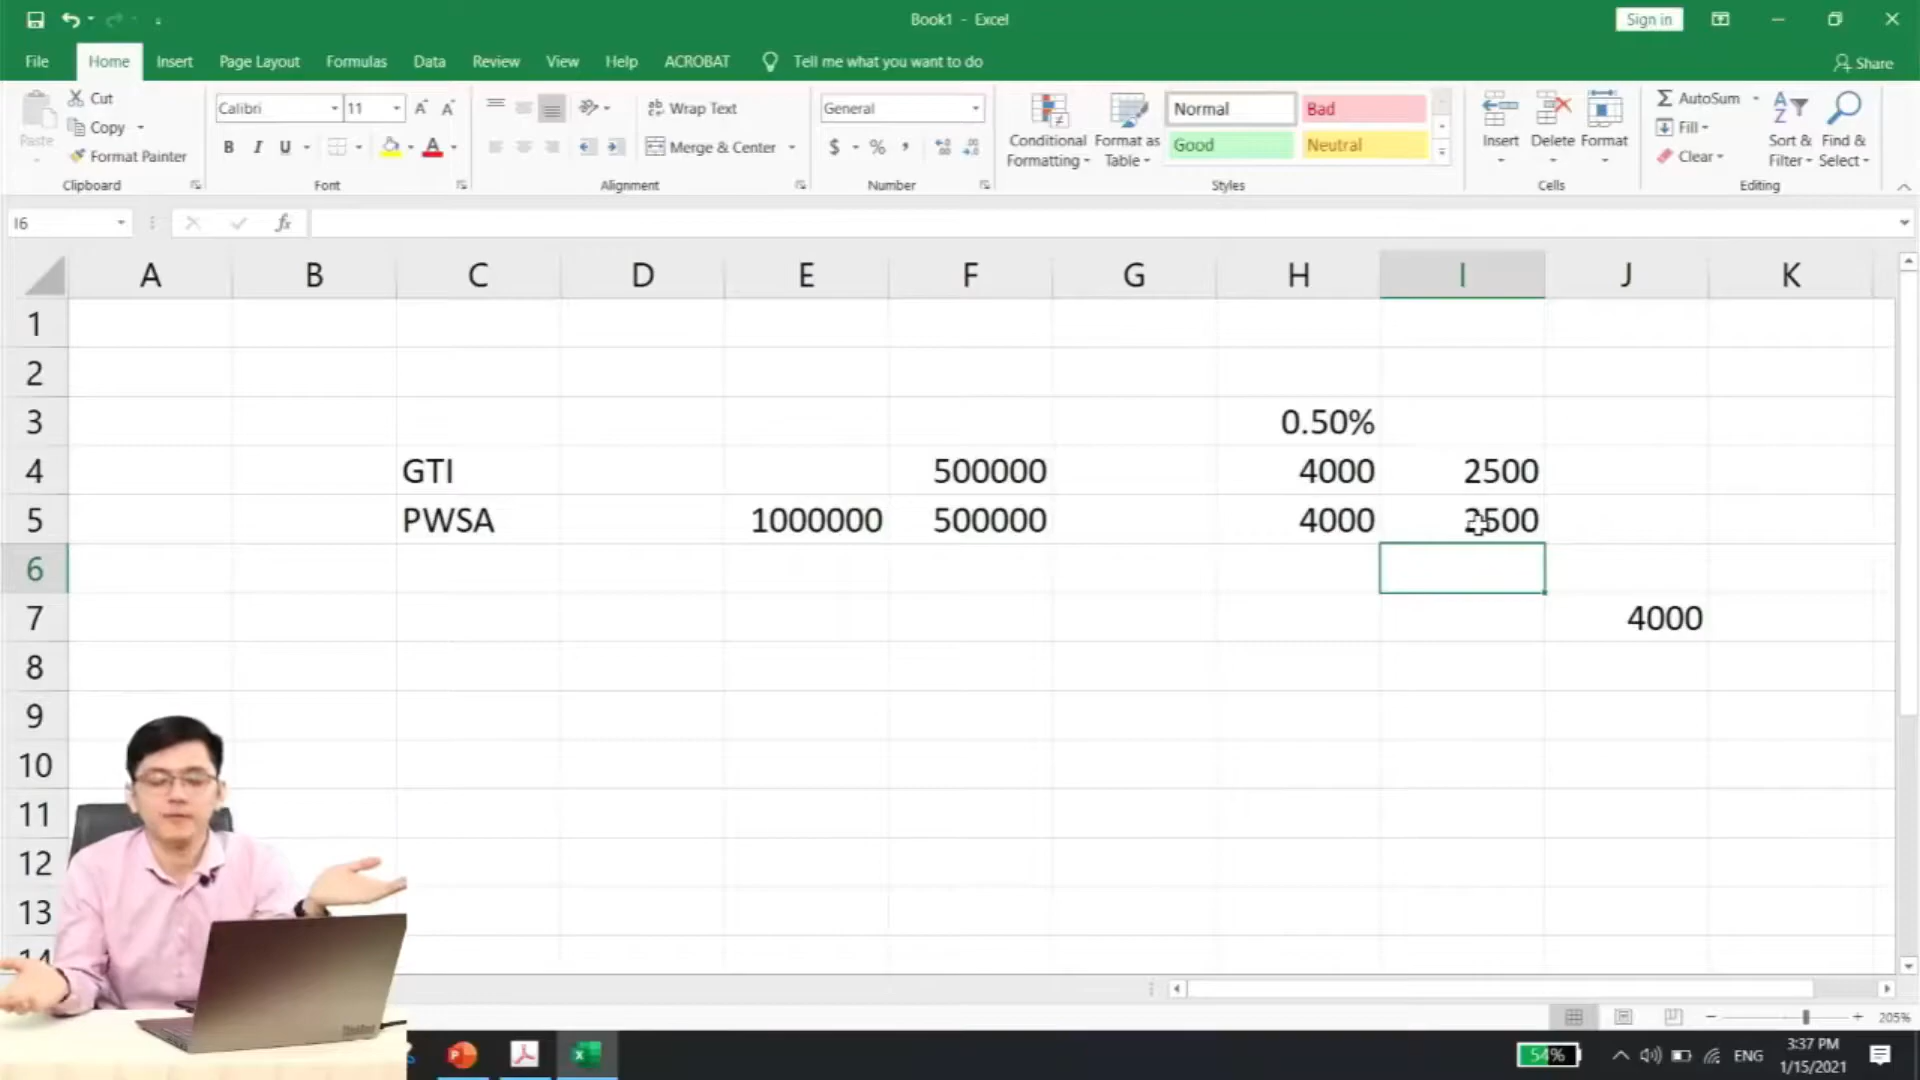 Book1 - Excel
Sign in
File Home Insert Page Layout Formulas Data Review View Help ACROBAT Tell me what you want to do Share
Cut
Copy
Format Painter
Paste
Clipboard
Calibri 11
B I U
Font
Wrap Text
Merge & Center
Alignment
General
$ % ,
Number
Conditional Formatting
Format as Table
Normal Bad
Good Neutral
Styles
Insert Delete Format
Cells
AutoSum
Fill
Clear
Sort & Filter
Find & Select
Editing
I6 fx
A B C D E F G H I J K
1
2
3 0.50%
4 GTI 500000 4000 2500
5 PWSA 1000000 500000 4000 2500
6
7 4000
8
9
10
11
12
13
14
205%
54% ENG 3:37 PM
1/15/2021